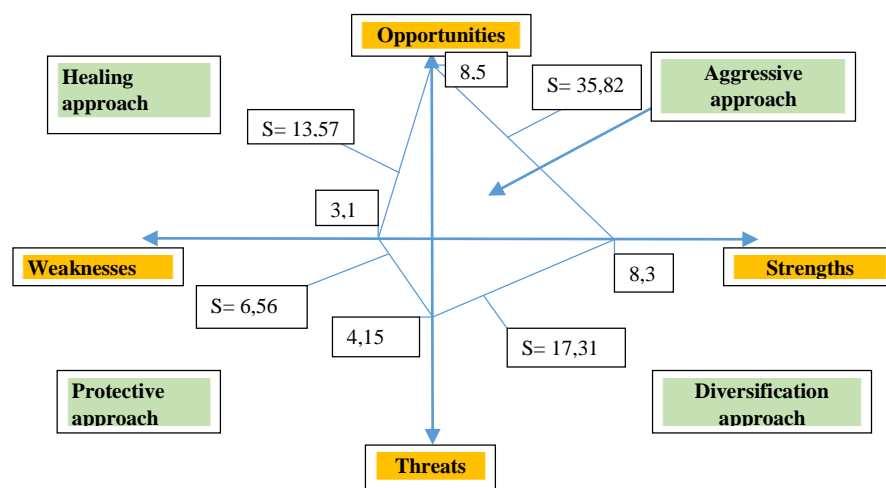 Opportunities
Healing
approach
8,5
S= 35,82
Aggressive
approach
S= 13,57
3,1
Weaknesses
Strengths
8,3
S= 6,56
4,15
S= 17,31
Protective
approach
Diversification
approach
Threats